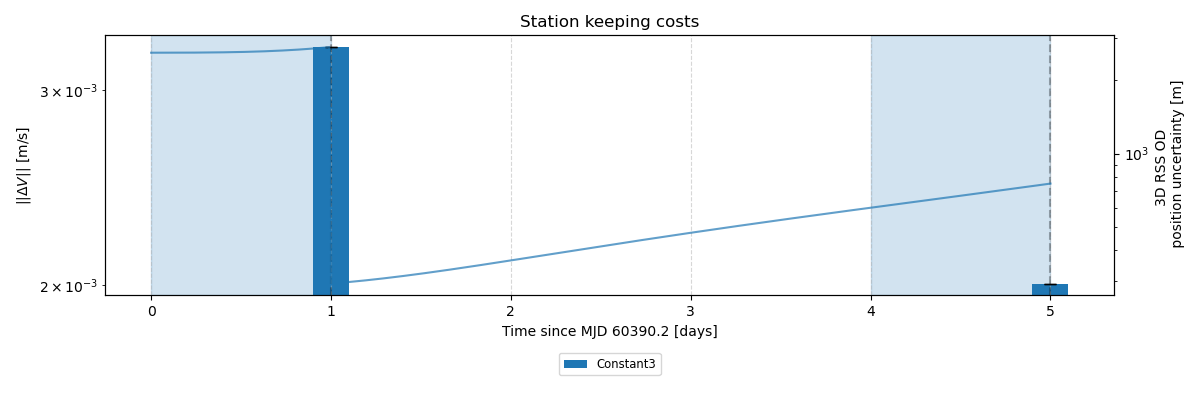 Station keeping costs
||ΔV|| [m/s]
3 × 10⁻³
2 × 10⁻³
10³
3D RSS OD
position uncertainty [m]
0 1 2 3 4 5
Time since MJD 60390.2 [days]
Constant3